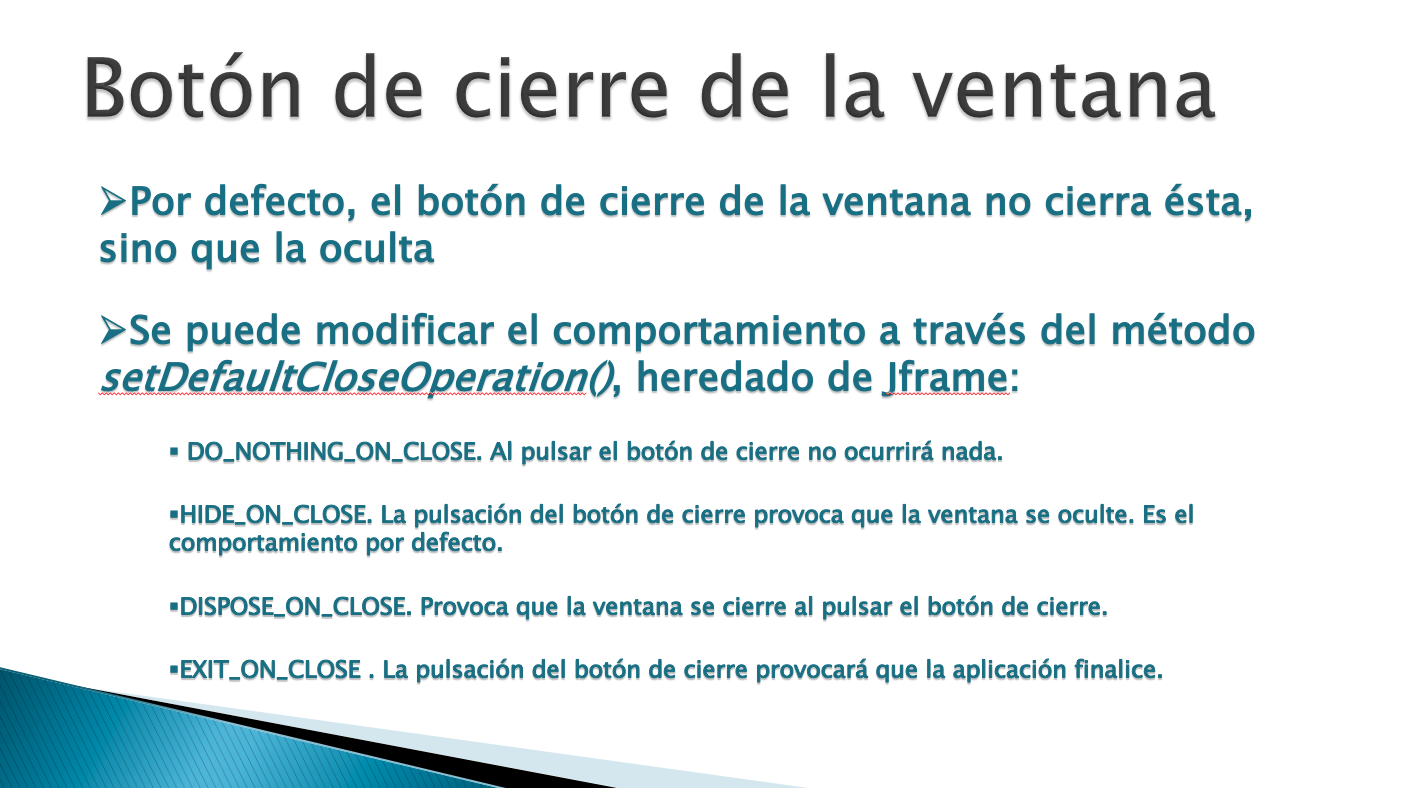 Botón de cierre de la ventana
➢Por defecto, el botón de cierre de la ventana no cierra ésta,
sino que la oculta
➢Se puede modificar el comportamiento a través del método
setDefaultCloseOperation(), heredado de Jframe:
▪ DO_NOTHING_ON_CLOSE. Al pulsar el botón de cierre no ocurrirá nada.
▪HIDE_ON_CLOSE. La pulsación del botón de cierre provoca que la ventana se oculte. Es el
comportamiento por defecto.
▪DISPOSE_ON_CLOSE. Provoca que la ventana se cierre al pulsar el botón de cierre.
▪EXIT_ON_CLOSE . La pulsación del botón de cierre provocará que la aplicación finalice.